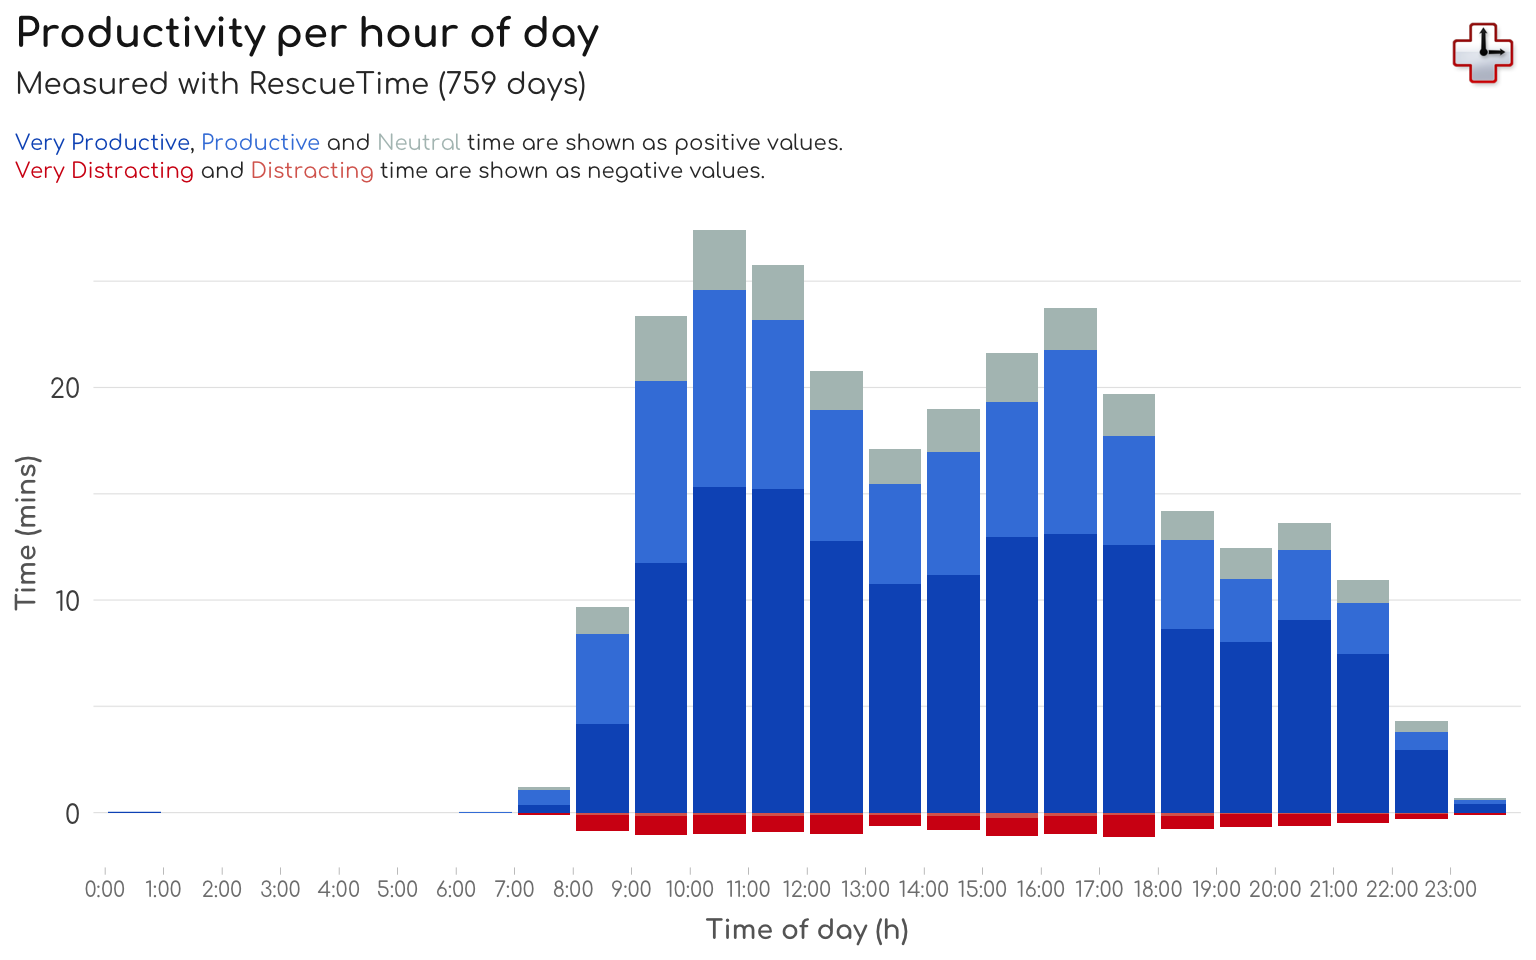 Productivity per hour of day
Measured with RescueTime (759 days)
Very Productive, Productive and Neutral time are shown as positive values.
Very Distracting and Distracting time are shown as negative values.
20
10
0
Time (mins)
0:00 1:00 2:00 3:00 4:00 5:00 6:00 7:00 8:00 9:00 10:00 11:00 12:00 13:00 14:00 15:00 16:00 17:00 18:00 19:00 20:00 21:00 22:00 23:00
Time of day (h)